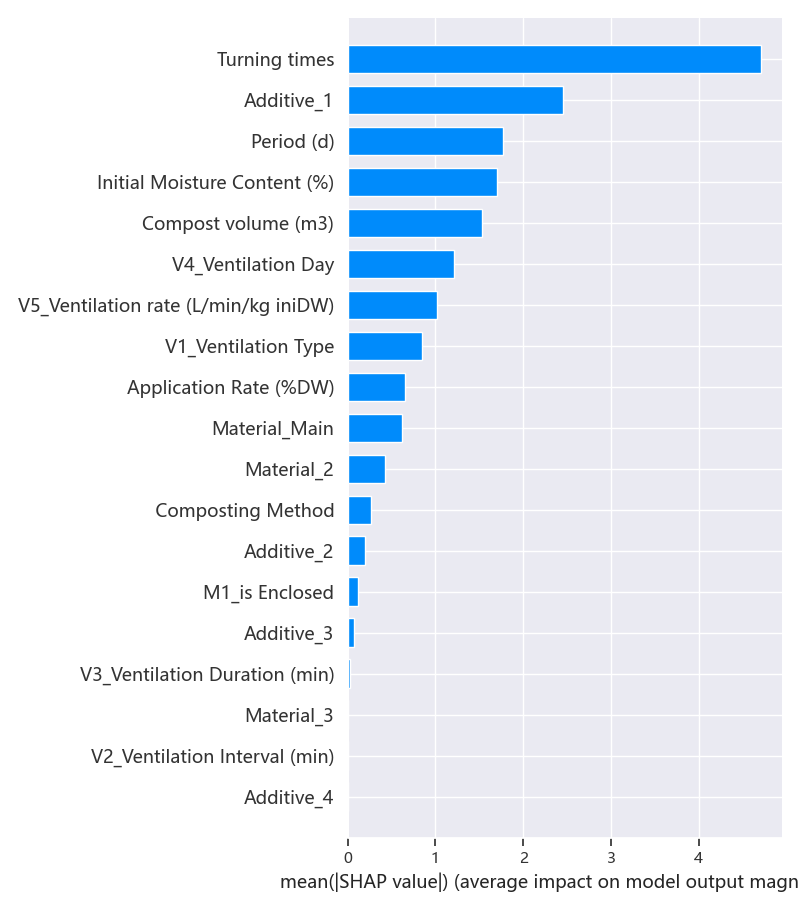 Turning times
Additive_1
Period (d)
Initial Moisture Content (%)
Compost volume (m3)
V4_Ventilation Day
V5_Ventilation rate (L/min/kg iniDW)
V1_Ventilation Type
Application Rate (%DW)
Material_Main
Material_2
Composting Method
Additive_2
M1_is Enclosed
Additive_3
V3_Ventilation Duration (min)
Material_3
V2_Ventilation Interval (min)
Additive_4
0 1 2 3 4
mean(|SHAP value|) (average impact on model output magn